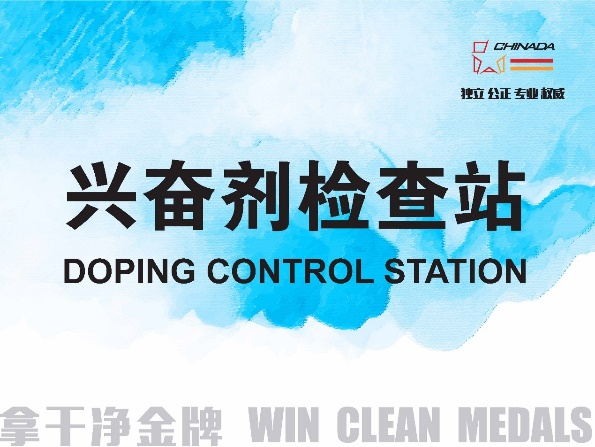 CHINADA
独立 公正 专业 权威
兴奋剂检查站
DOPING CONTROL STATION
拿干净金牌 WIN CLEAN MEDALS